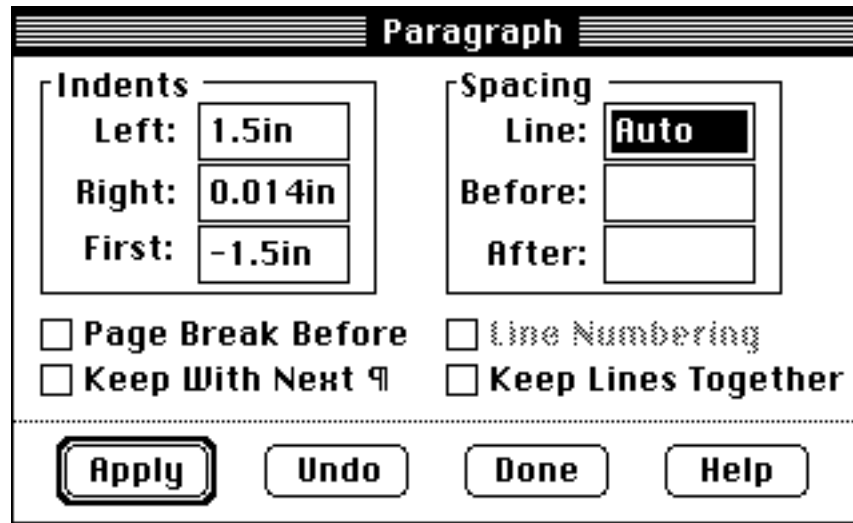 Paragraph
Indents
Left: 1.5in
Right: 0.014in
First: -1.5in
Spacing
Line: Auto
Before:
After:
Page Break Before
Line Numbering
Keep With Next ¶
Keep Lines Together
Apply Undo Done Help